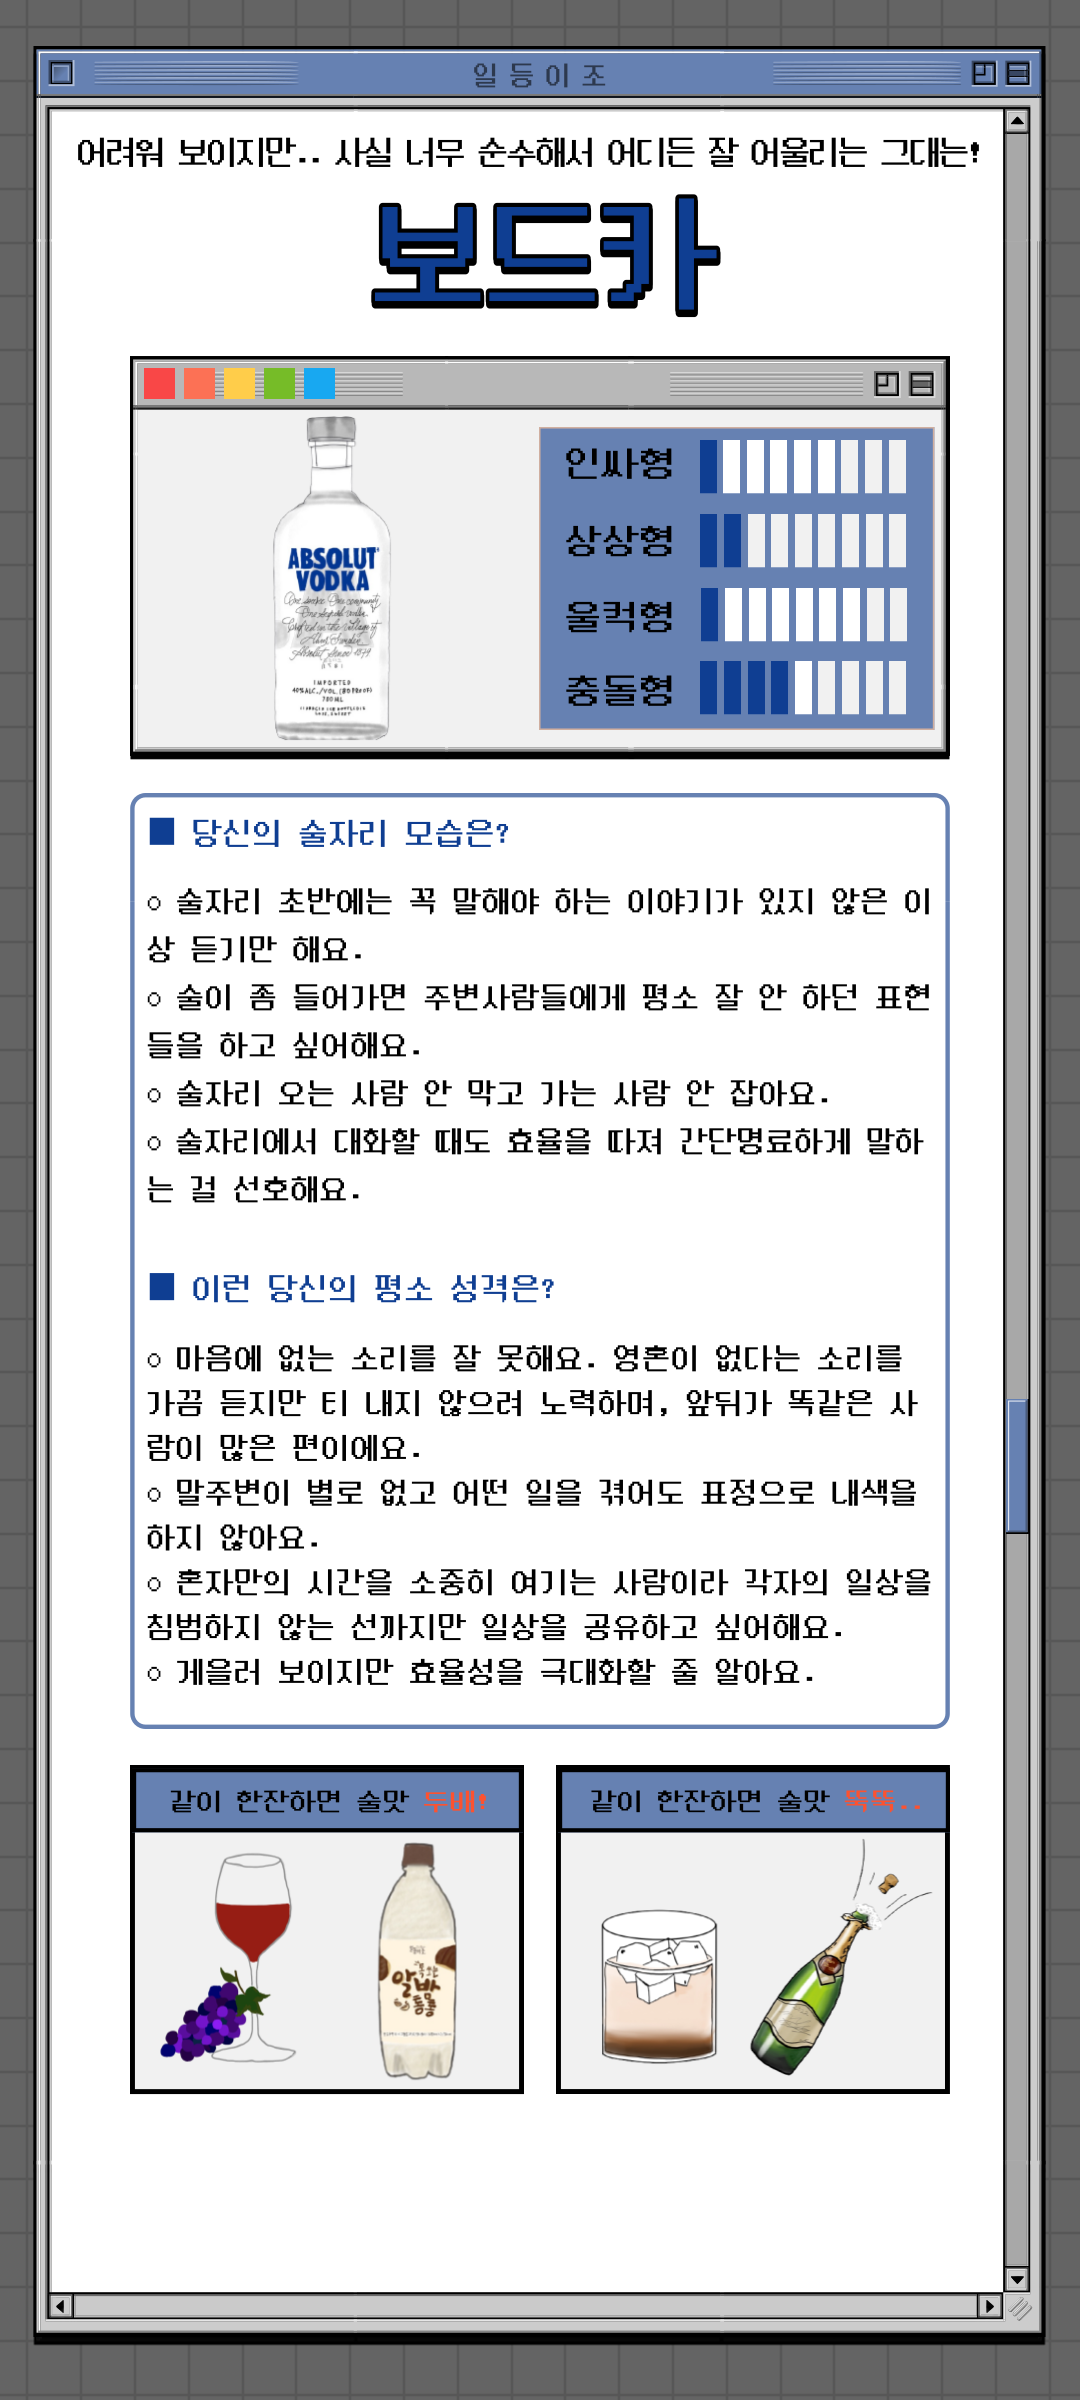 일등이조
어려워 보이지만.. 사실 너무 순수해서 어디든 잘 어울리는 그대는!
보드카
인싸형
상상형
울컥형
충돌형
ABSOLUT
VODKA
One
Absolut Since 1879
IMPORTED
40%ALC./VOL.(80 PROOF)
■ 당신의 술자리 모습은?
○ 술자리 초반에는 꼭 말해야 하는 이야기가 있지 않은 이
상 듣기만 해요.
○ 술이 좀 들어가면 주변사람들에게 평소 잘 안 하던 표현
들을 하고 싶어해요.
○ 술자리 오는 사람 안 막고 가는 사람 안 잡아요.
○ 술자리에서 대화할 때도 효율을 따져 간단명료하게 말하
는 걸 선호해요.
■ 이런 당신의 평소 성격은?
○ 마음에 없는 소리를 잘 못해요. 영혼이 없다는 소리를
가끔 듣지만 티 내지 않으려 노력하며, 앞뒤가 똑같은 사
람이 많은 편이에요.
○ 말주변이 별로 없고 어떤 일을 겪어도 표정으로 내색을
하지 않아요.
○ 혼자만의 시간을 소중히 여기는 사람이라 각자의 일상을
침범하지 않는 선까지만 일상을 공유하고 싶어해요.
○ 게을러 보이지만 효율성을 극대화할 줄 알아요.
같이 한잔하면 술맛 두배!
같이 한잔하면 술맛 뚝뚝..
알밤